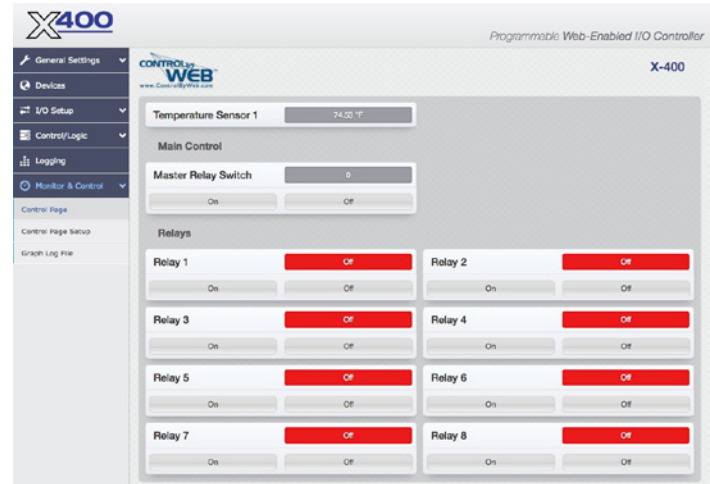 X400
Programmable Web-Enabled I/O Controller
General Settings
Devices
I/O Setup
Control/Logic
Logging
Monitor & Control
Control Page
Control Page Setup
Graph Log File
CONTROL by
WEB
www.ControlByWeb.com
X-400
Temperature Sensor 1
74.50 °F
Main Control
Master Relay Switch 0
On Off
Relays
Relay 1 Off Relay 2 Off
On Off On Off
Relay 3 Off Relay 4 Off
On Off On Off
Relay 5 Off Relay 6 Off
On Off On Off
Relay 7 Off Relay 8 Off
On Off On Off